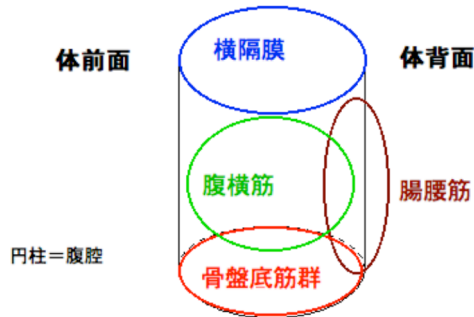 体前面
横隔膜
体背面
腹横筋
腸腰筋
円柱＝腹腔
骨盤底筋群